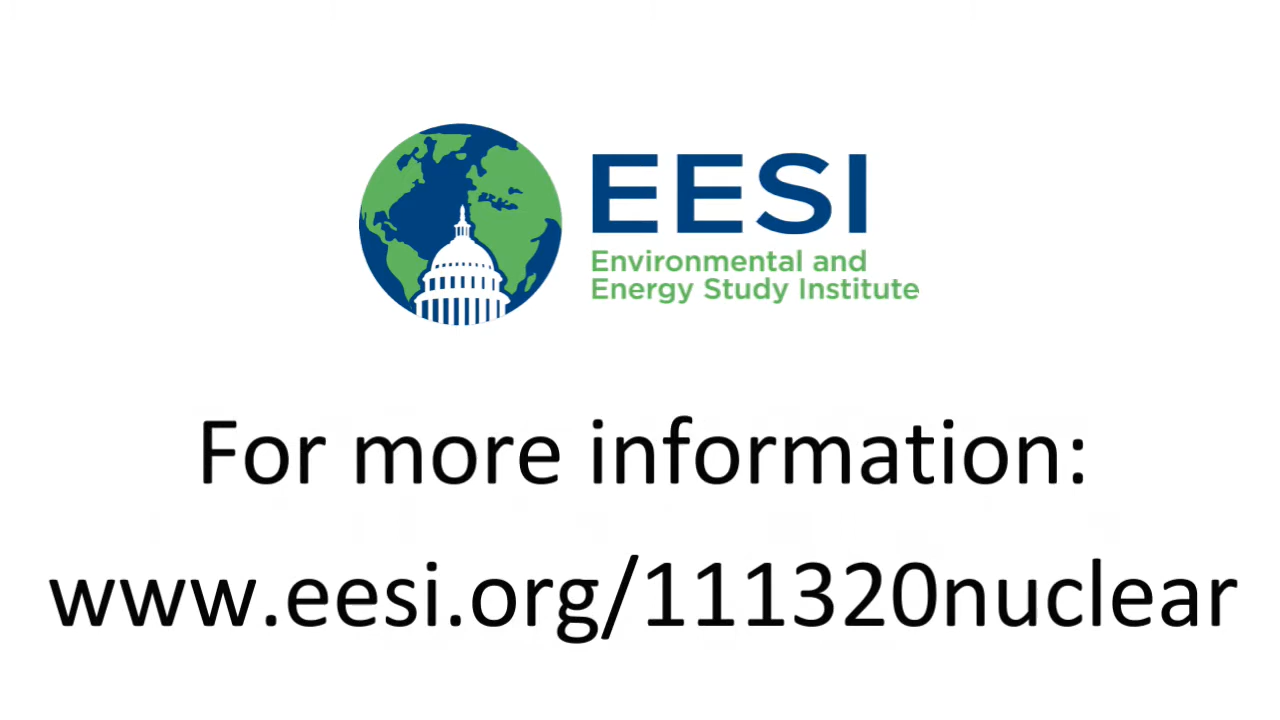 EESI
Environmental and
Energy Study Institute
For more information:
www.eesi.org/111320nuclear